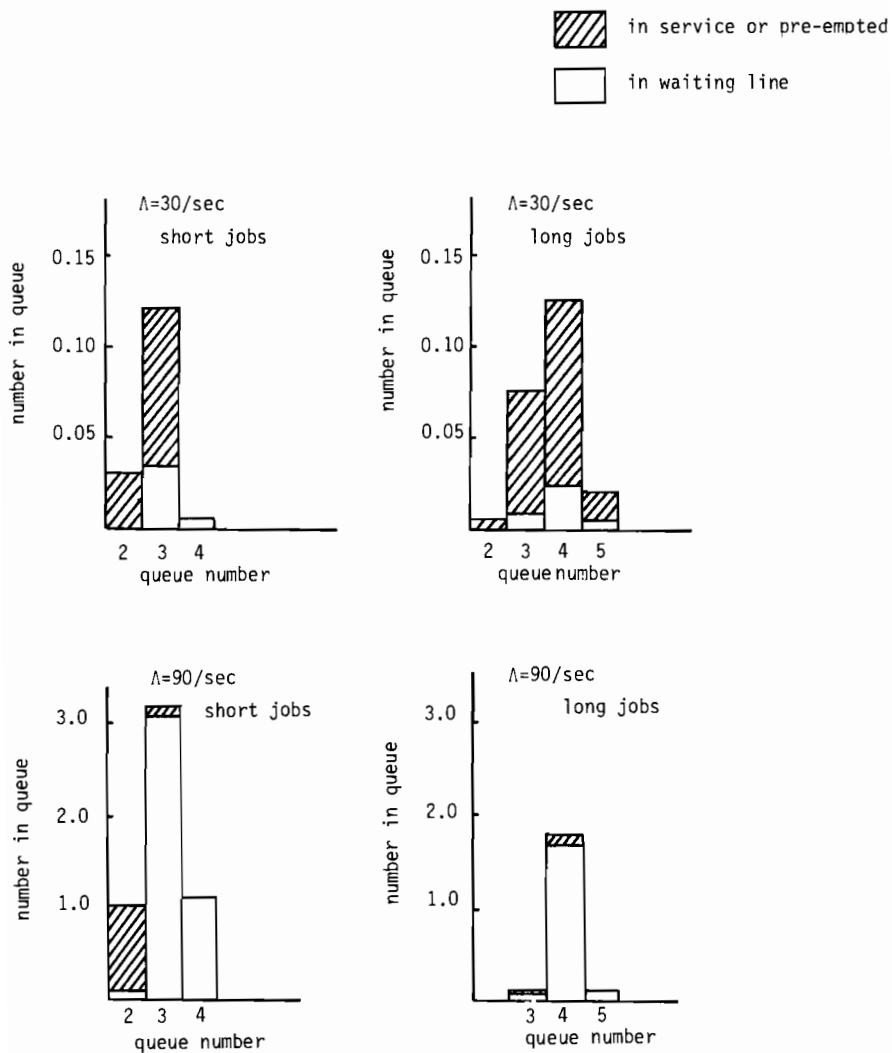 in service or pre-empted
in waiting line
Λ=30/sec
short jobs
number in queue
0.15
0.10
0.05
2 3 4
queue number
Λ=30/sec
long jobs
number in queue
0.15
0.10
0.05
2 3 4 5
queue number
Λ=90/sec
short jobs
number in queue
3.0
2.0
1.0
2 3 4
queue number
Λ=90/sec
long jobs
number in queue
3.0
2.0
1.0
3 4 5
queue number